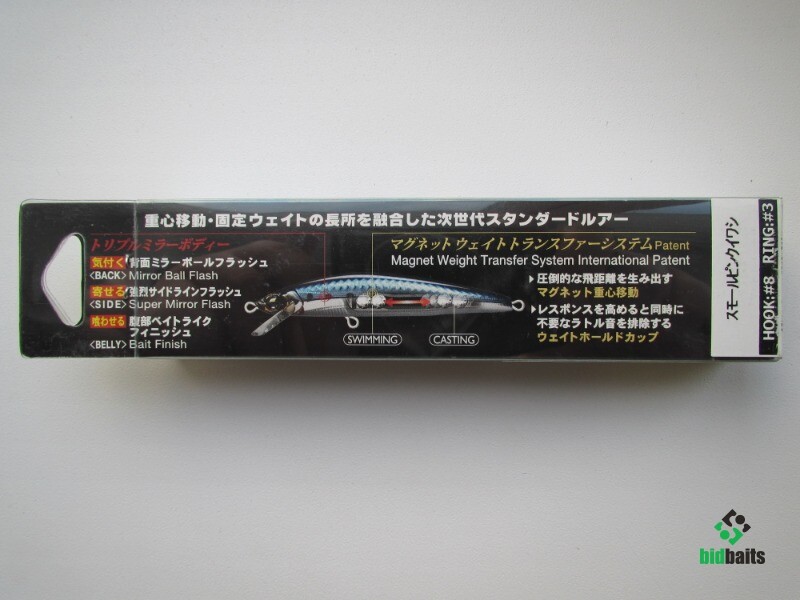 重心移動・固定ウェイトの長所を融合した次世代スタンダードルアー
トリプルミラーボディー
気付く 背面ミラーボールフラッシュ
<BACK> Mirror Ball Flash
寄せる 強烈サイドラインフラッシュ
<SIDE> Super Mirror Flash
喰わせる 腹部ベイトライク
フィニッシュ
<BELLY> Bait Finish
SWIMMING
CASTING
マグネットウェイトトランスファーシステム Patent
Magnet Weight Transfer System International Patent
圧倒的な飛距離を生み出す
マグネット重心移動
レスポンスを高めると同時に
不要なラトル音を排除する
ウェイトホールドカップ
スモールピンクイワシ
HOOK:#8 RING:#3
bidbaits